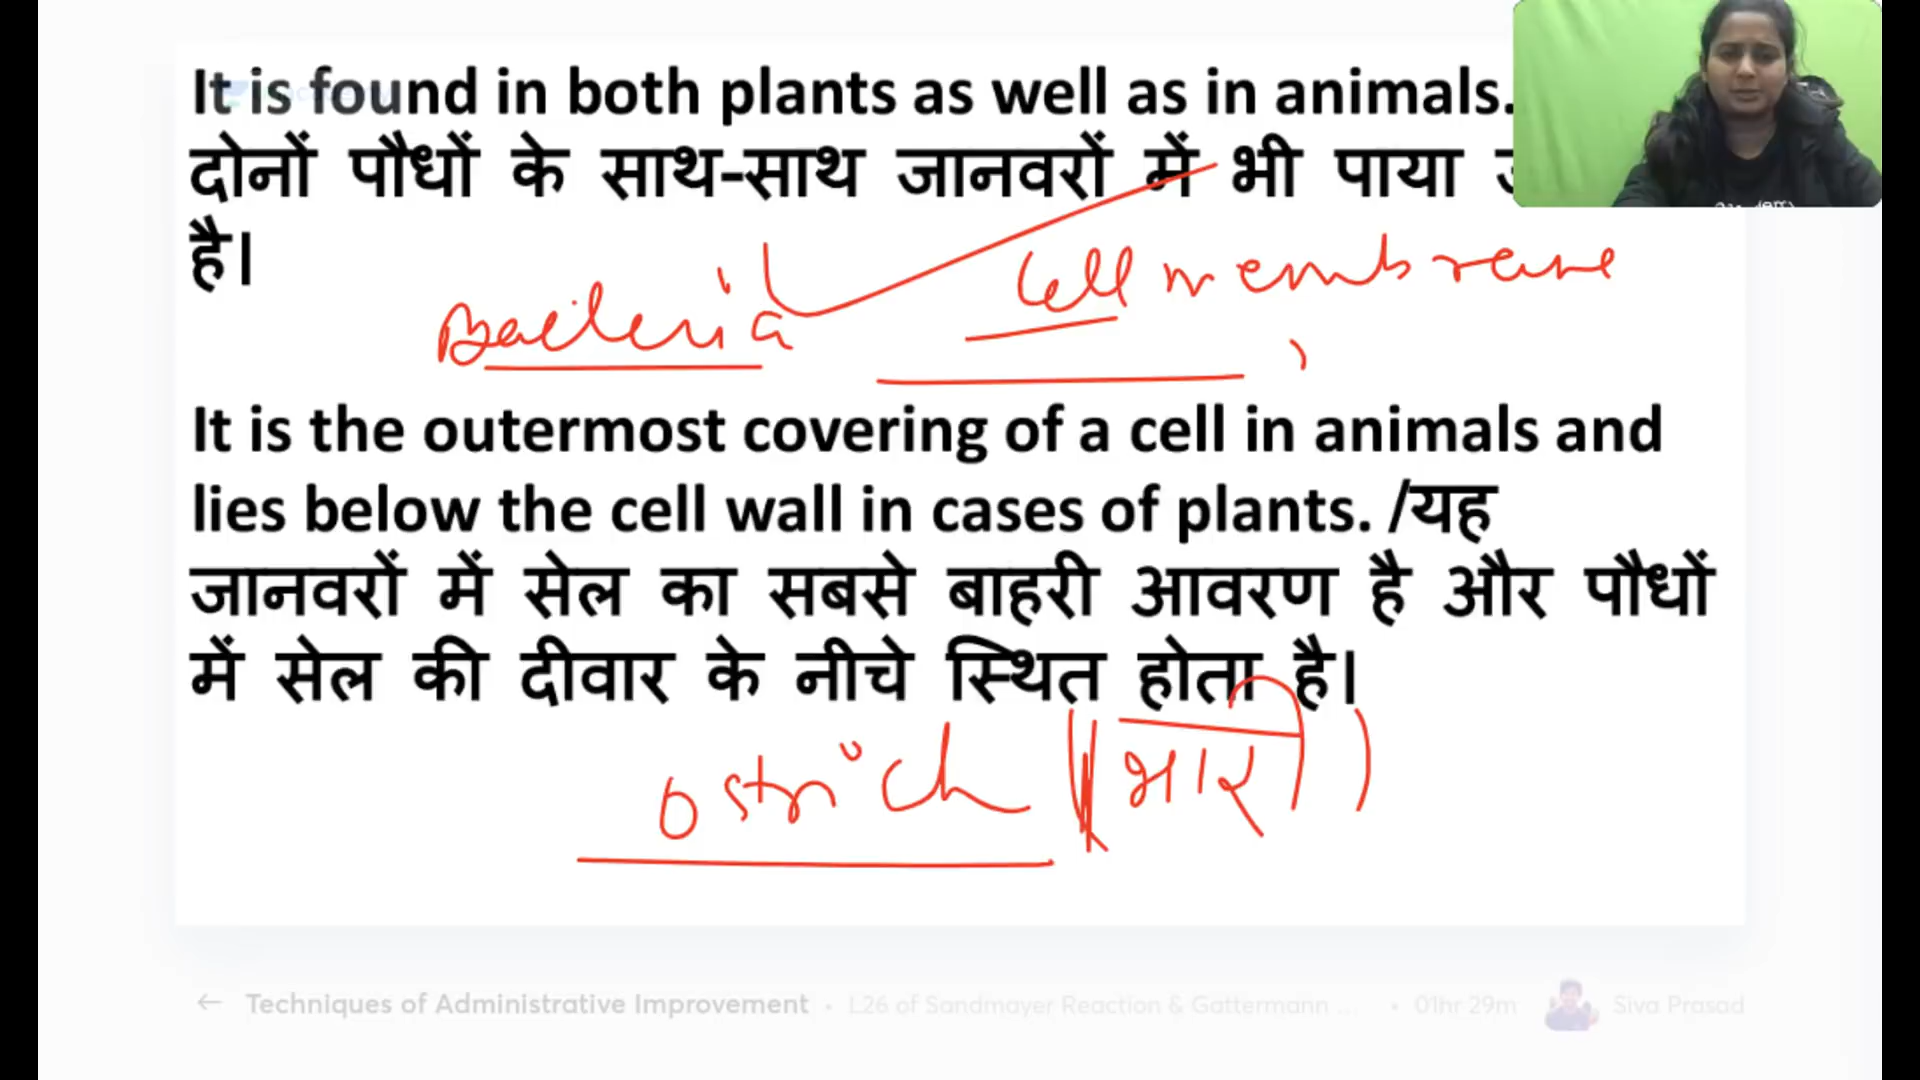 It is found in both plants as well as in animals.
दोनों पौधों के साथ-साथ जानवरों में भी पाया
है।
Bacteria
Cell membrane
It is the outermost covering of a cell in animals and
lies below the cell wall in cases of plants. /यह
जानवरों में सेल का सबसे बाहरी आवरण है और पौधों
में सेल की दीवार के नीचे स्थित होता है।
Ostrich (भारी)
← Techniques of Administrative Improvement • L26 of Sandmayer Reaction & Gattermann ... • 01hr 29m Siva Prasad